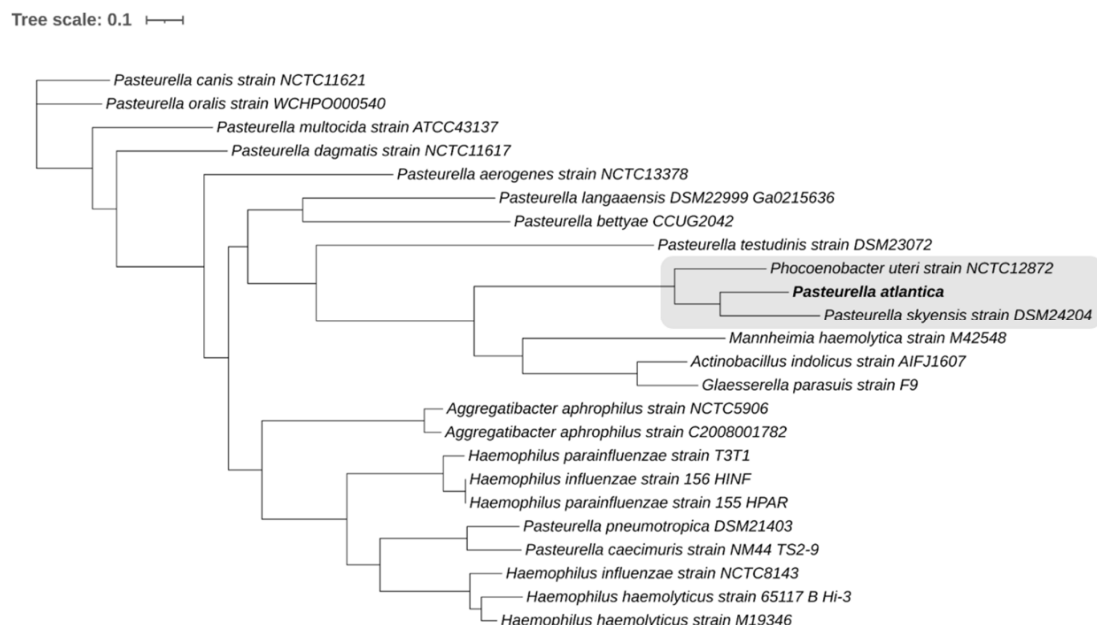 Tree scale: 0.1
Pasteurella canis strain NCTC11621
Pasteurella oralis strain WCHPO000540
Pasteurella multocida strain ATCC43137
Pasteurella dagmatis strain NCTC11617
Pasteurella aerogenes strain NCTC13378
Pasteurella langaaensis DSM22999 Ga0215636
Pasteurella bettyae CCUG2042
Pasteurella testudinis strain DSM23072
Phocoenobacter uteri strain NCTC12872
Pasteurella atlantica
Pasteurella skyensis strain DSM24204
Mannheimia haemolytica strain M42548
Actinobacillus indolicus strain AIFJ1607
Glaesserella parasuis strain F9
Aggregatibacter aphrophilus strain NCTC5906
Aggregatibacter aphrophilus strain C2008001782
Haemophilus parainfluenzae strain T3T1
Haemophilus influenzae strain 156 HINF
Haemophilus parainfluenzae strain 155 HPAR
Pasteurella pneumotropica DSM21403
Pasteurella caecimuris strain NM44 TS2-9
Haemophilus influenzae strain NCTC8143
Haemophilus haemolyticus strain 65117 B Hi-3
Haemophilus haemolyticus strain M19346